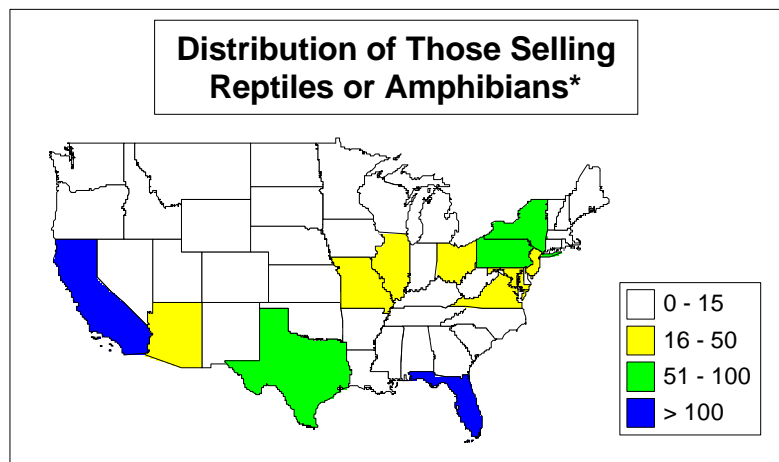 Distribution of Those Selling
Reptiles or Amphibians*
0 - 15
16 - 50
51 - 100
> 100